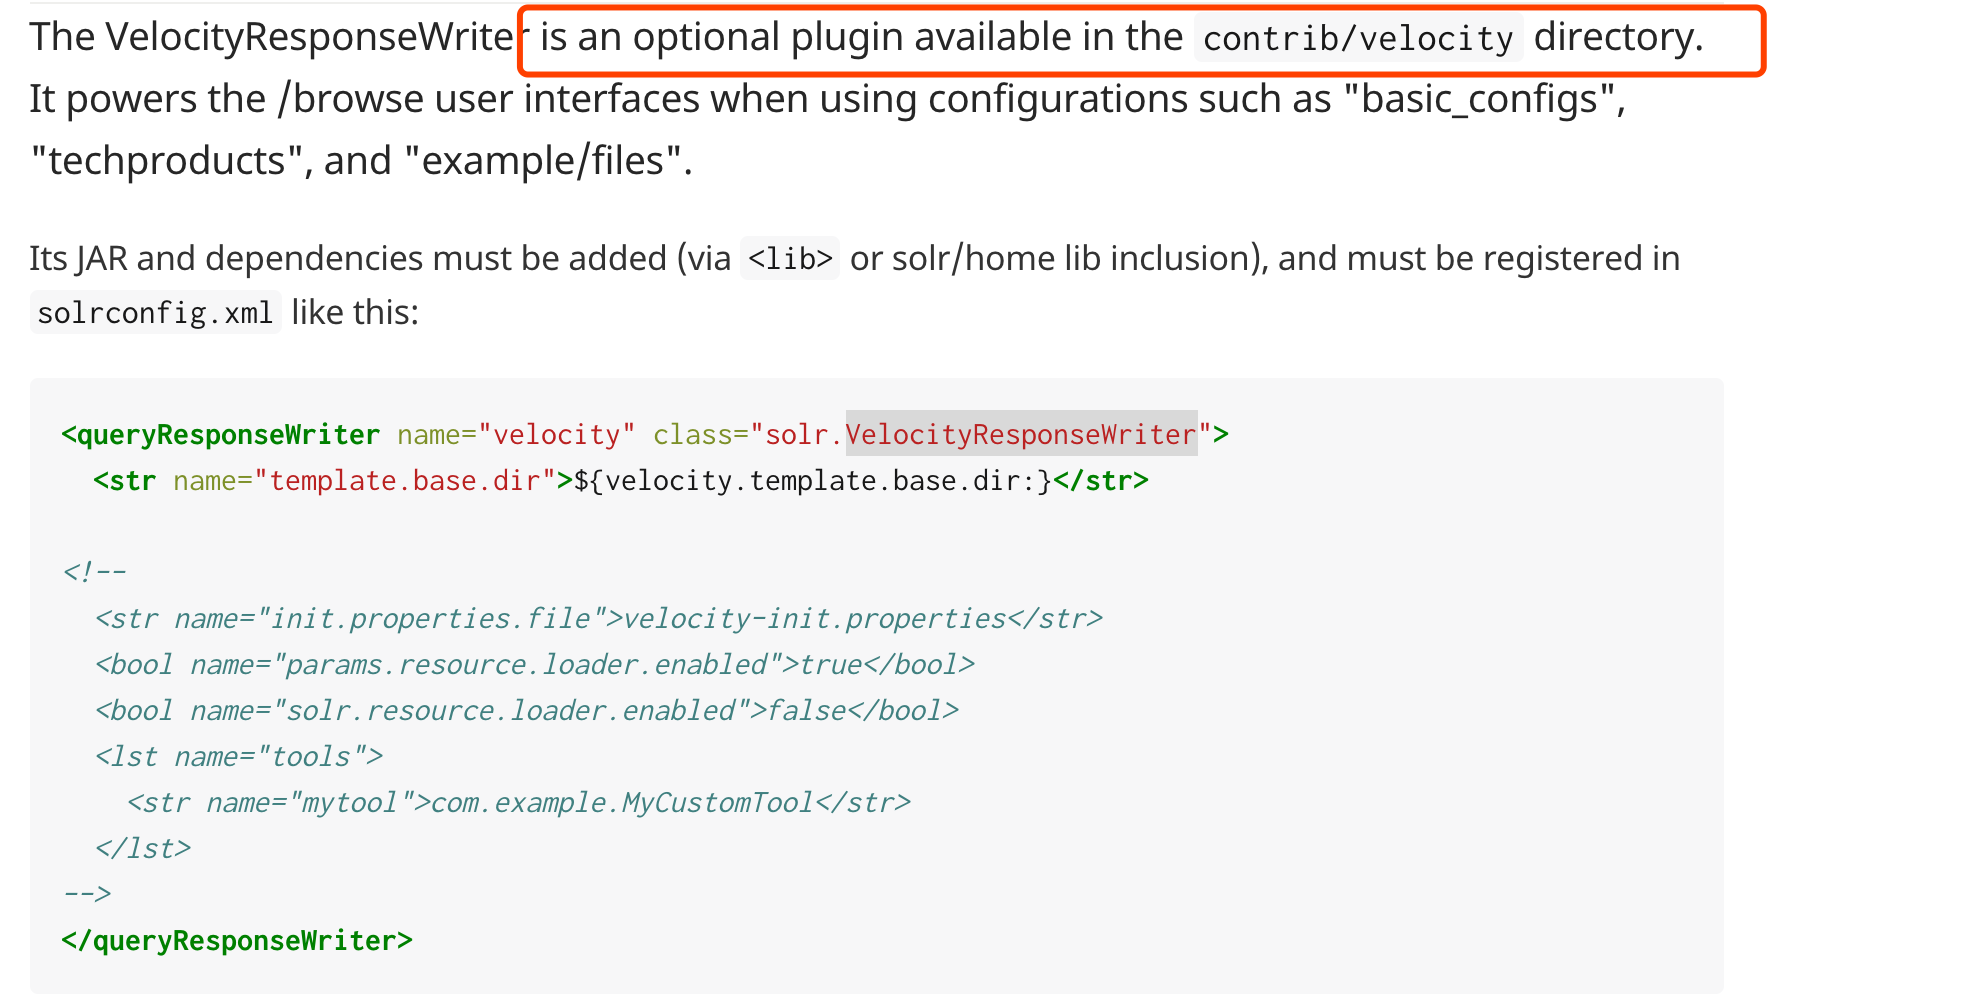 The VelocityResponseWriter is an optional plugin available in the contrib/velocity directory.
It powers the /browse user interfaces when using configurations such as "basic_configs",
"techproducts", and "example/files".
Its JAR and dependencies must be added (via <lib> or solr/home lib inclusion), and must be registered in
solrconfig.xml like this:
<queryResponseWriter name="velocity" class="solr.VelocityResponseWriter">
  <str name="template.base.dir">${velocity.template.base.dir:}</str>
<!--
  <str name="init.properties.file">velocity-init.properties</str>
  <bool name="params.resource.loader.enabled">true</bool>
  <bool name="solr.resource.loader.enabled">false</bool>
  <lst name="tools">
    <str name="mytool">com.example.MyCustomTool</str>
  </lst>
-->
</queryResponseWriter>